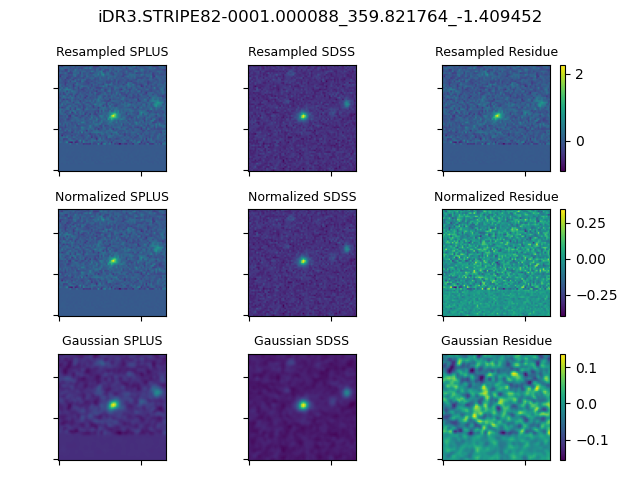 iDR3.STRIPE82-0001.000088_359.821764_-1.409452
Resampled SPLUS
Resampled SDSS
Resampled Residue
2
0
Normalized SPLUS
Normalized SDSS
Normalized Residue
0.25
0.00
−0.25
Gaussian SPLUS
Gaussian SDSS
Gaussian Residue
0.1
0.0
−0.1